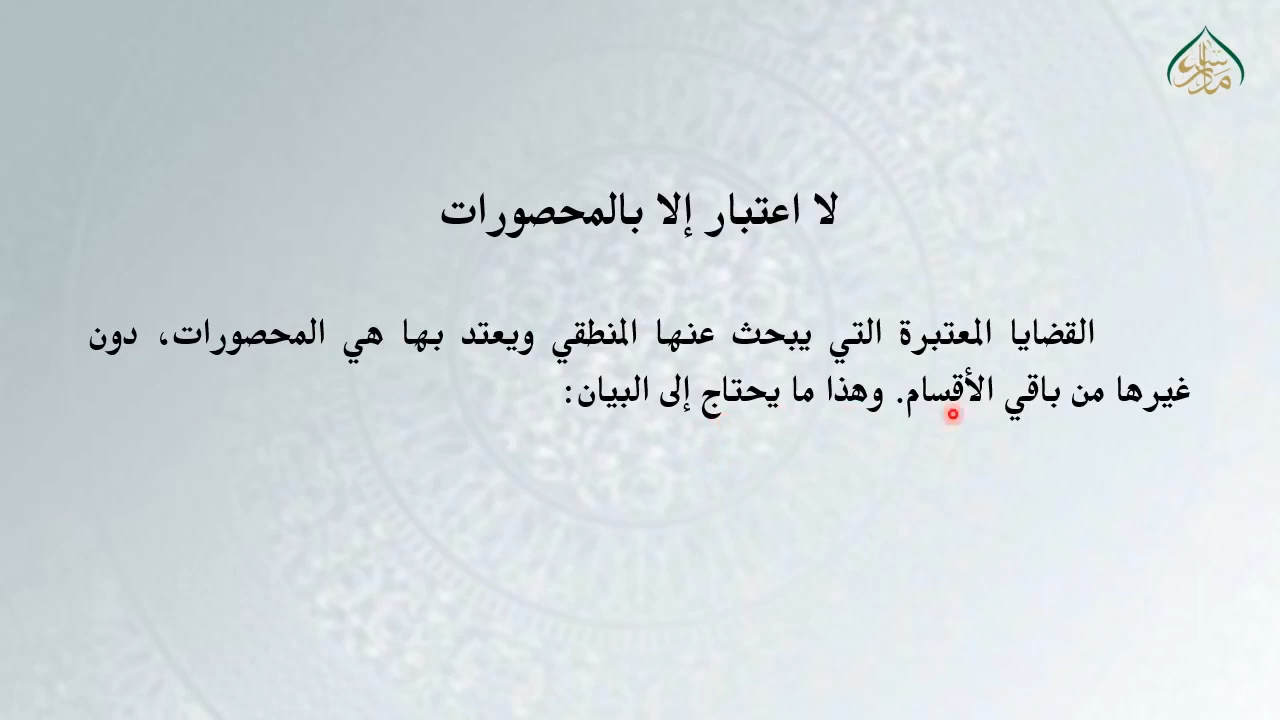 لا اعتبار إلا بالمحصورات
القضايا المعتبرة التي يبحث عنها المنطقي ويعتد بها هي المحصورات، دون
غيرها من باقي الأقسام. وهذا ما يحتاج إلى البيان: